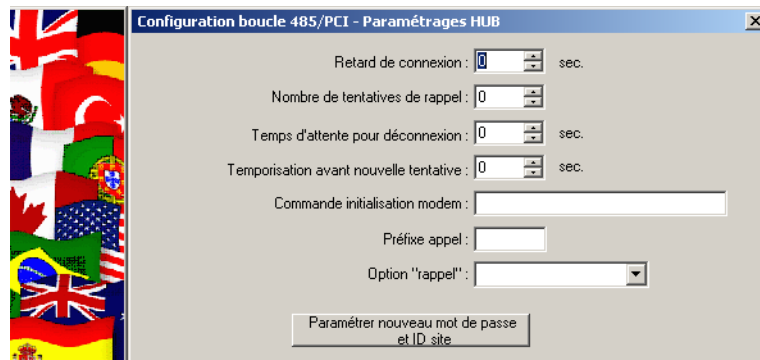 Configuration boucle 485/PCI - Paramétrages HUB
Retard de connexion : 0 sec.
Nombre de tentatives de rappel : 0
Temps d'attente pour déconnexion : 0 sec.
Temporisation avant nouvelle tentative : 0 sec.
Commande initialisation modem :
Préfixe appel :
Option "rappel" :
Paramétrer nouveau mot de passe
et ID site